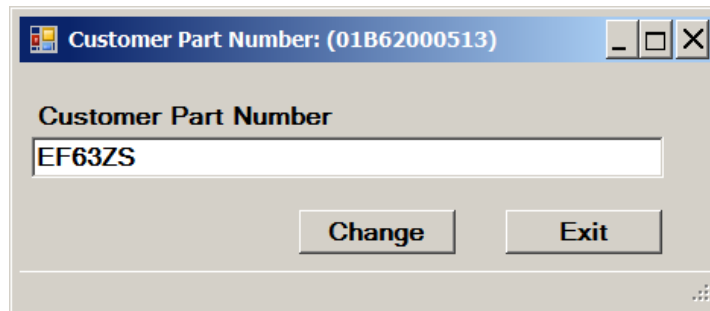 Customer Part Number: (01B62000513)
Customer Part Number
EF63ZS
Change Exit